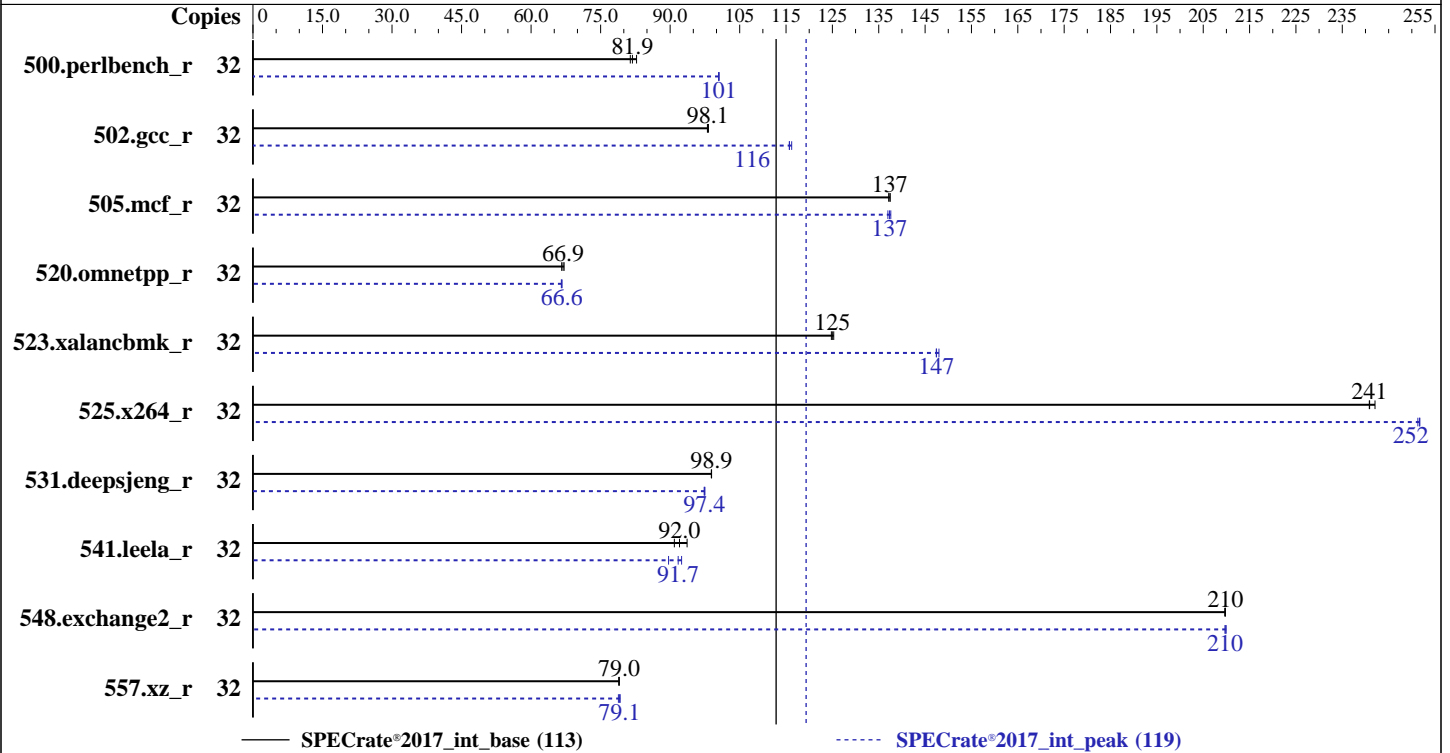 Copies 0 15.0 30.0 45.0 60.0 75.0 90.0 105 115 125 135 145 155 165 175 185 195 205 215 225 235 255
81.9
500.perlbench_r 32
101
98.1
502.gcc_r 32
116
137
505.mcf_r 32
137
66.9
520.omnetpp_r 32
66.6
125
523.xalancbmk_r 32
147
241
525.x264_r 32
252
98.9
531.deepsjeng_r 32
97.4
92.0
541.leela_r 32
91.7
210
548.exchange2_r 32
210
79.0
557.xz_r 32
79.1
SPECrate®2017_int_base (113) SPECrate®2017_int_peak (119)